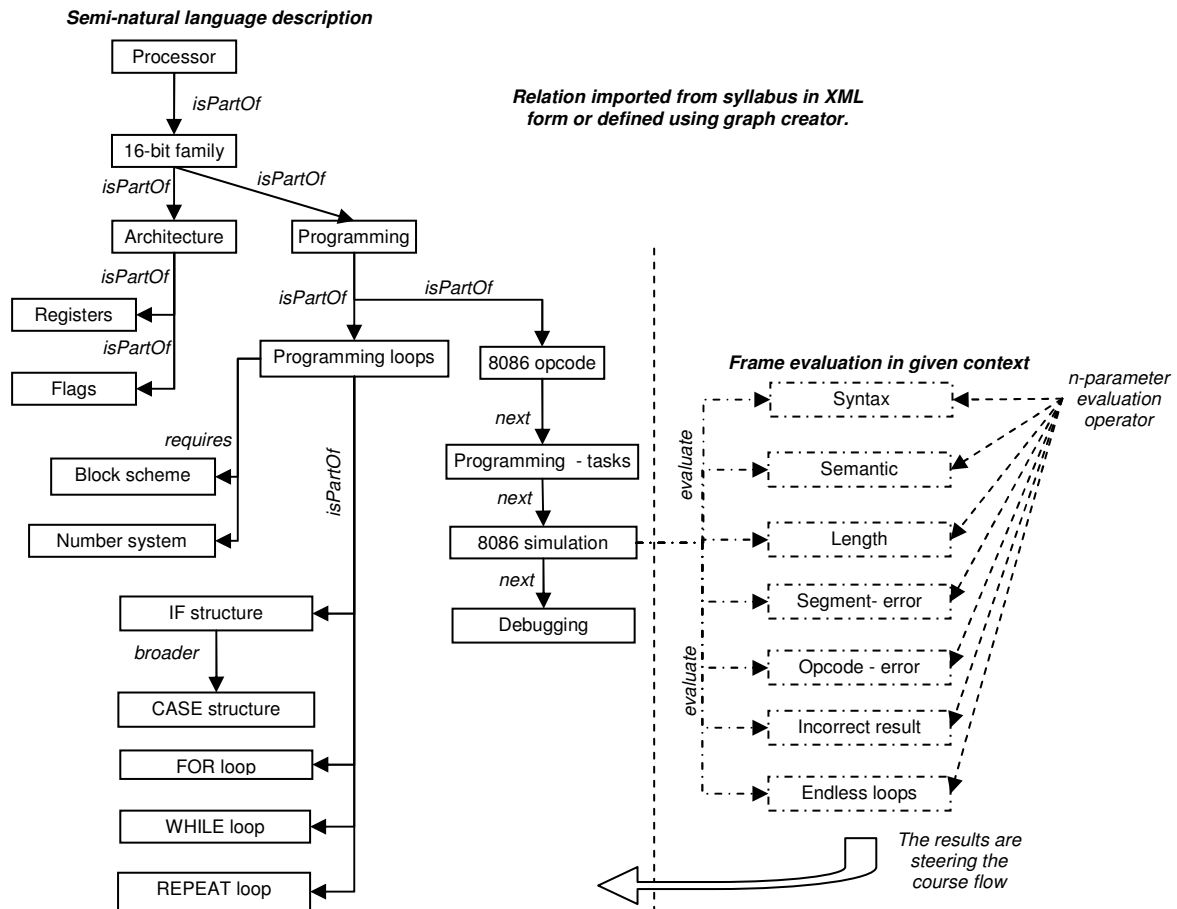 Semi-natural language description
Processor
isPartOf
Relation imported from syllabus in XML
form or defined using graph creator.
16-bit family
isPartOf
isPartOf
Architecture
Programming
isPartOf
isPartOf
isPartOf
Registers
isPartOf
Programming loops
8086 opcode
Flags
Frame evaluation in given context
n-parameter
evaluation
operator
Syntax
next
requires
Block scheme
isPartOf
Programming - tasks
evaluate
Semantic
next
Number system
8086 simulation
Length
next
IF structure
Debugging
Segment- error
broader
evaluate
Opcode - error
CASE structure
Incorrect result
FOR loop
Endless loops
WHILE loop
The results are
steering the
course flow
REPEAT loop